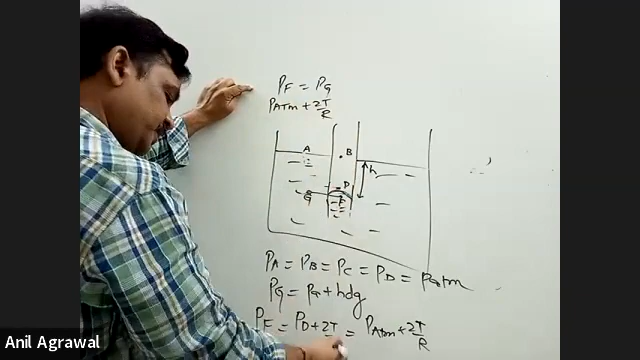 PF = PG
PATM + 2T/R
A
B
h
D
G
F
PA = PB = PC = PD = Patm
PG = Pa + hdg
PF = PD + 2T = PATM + 2T/R
Anil Agrawal